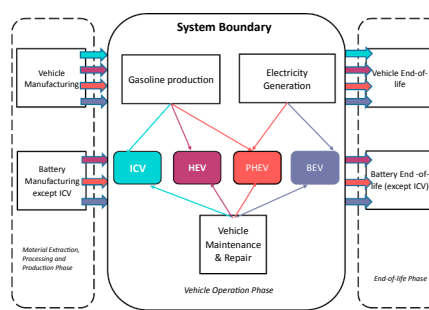 System Boundary
Vehicle
Manufacturing
Gasoline production
Electricity
Generation
Vehicle End-of-
life
Battery
Manufacturing
except ICV
ICV
HEV
PHEV
BEV
Battery End -of-
life (except ICV)
Vehicle
Maintenance
& Repair
Material Extraction,
Processing and
Production Phase
Vehicle Operation Phase
End-of-life Phase